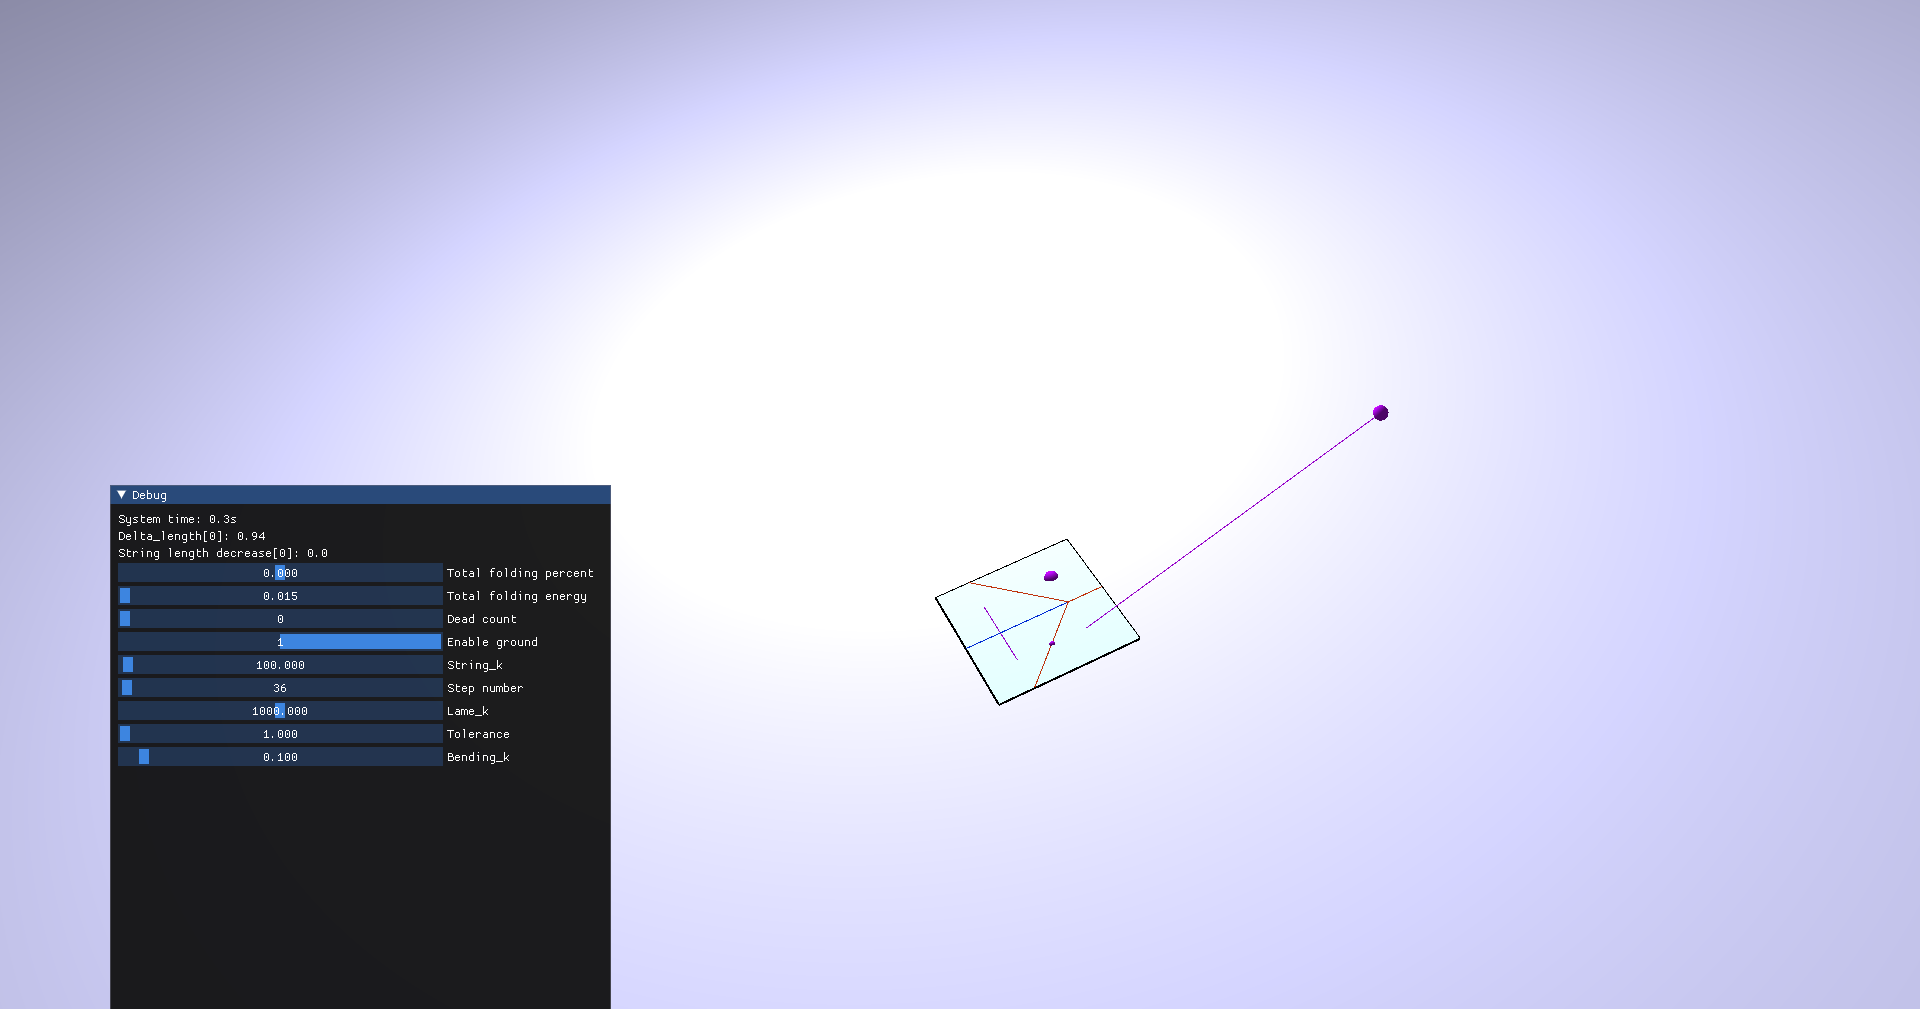 Debug
System time: 0.3s
Delta_length[0]: 0.94
String length decrease[0]: 0.0
0.000 Total folding percent
0.015 Total folding energy
0 Dead count
1 Enable ground
100.000 String_k
36 Step number
1000.000 Lame_k
1.000 Tolerance
0.100 Bending_k